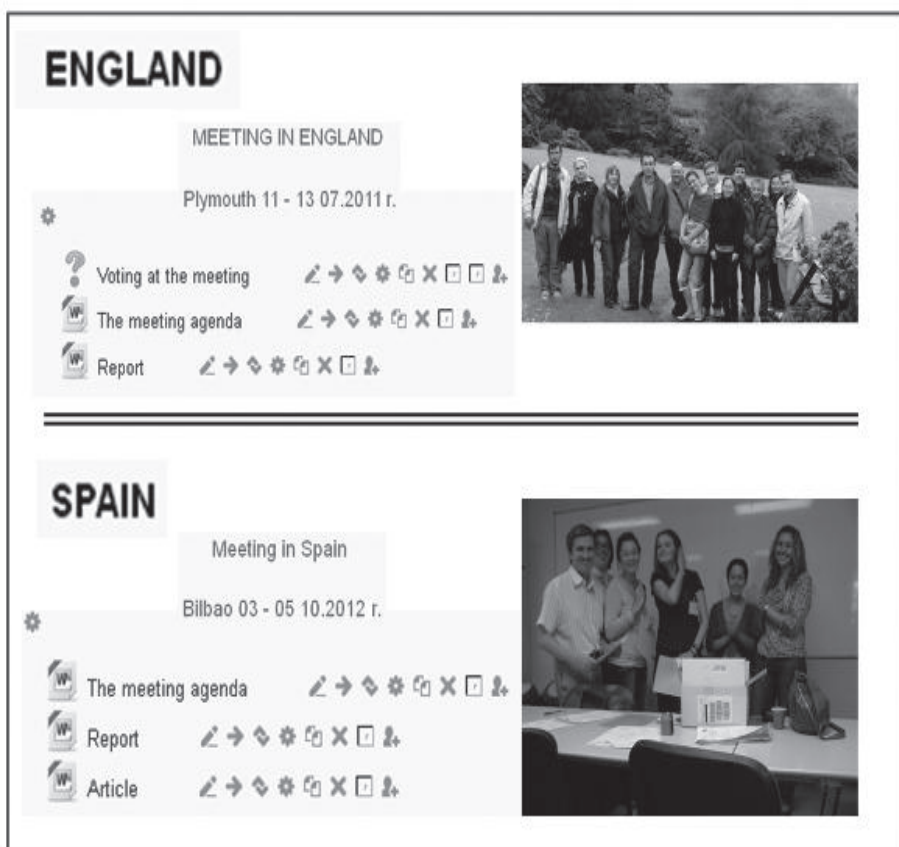 ENGLAND
MEETING IN ENGLAND
Plymouth 11 - 13 07.2011 r.
Voting at the meeting
The meeting agenda
Report
SPAIN
Meeting in Spain
Bilbao 03 - 05 10.2012 r.
The meeting agenda
Report
Article